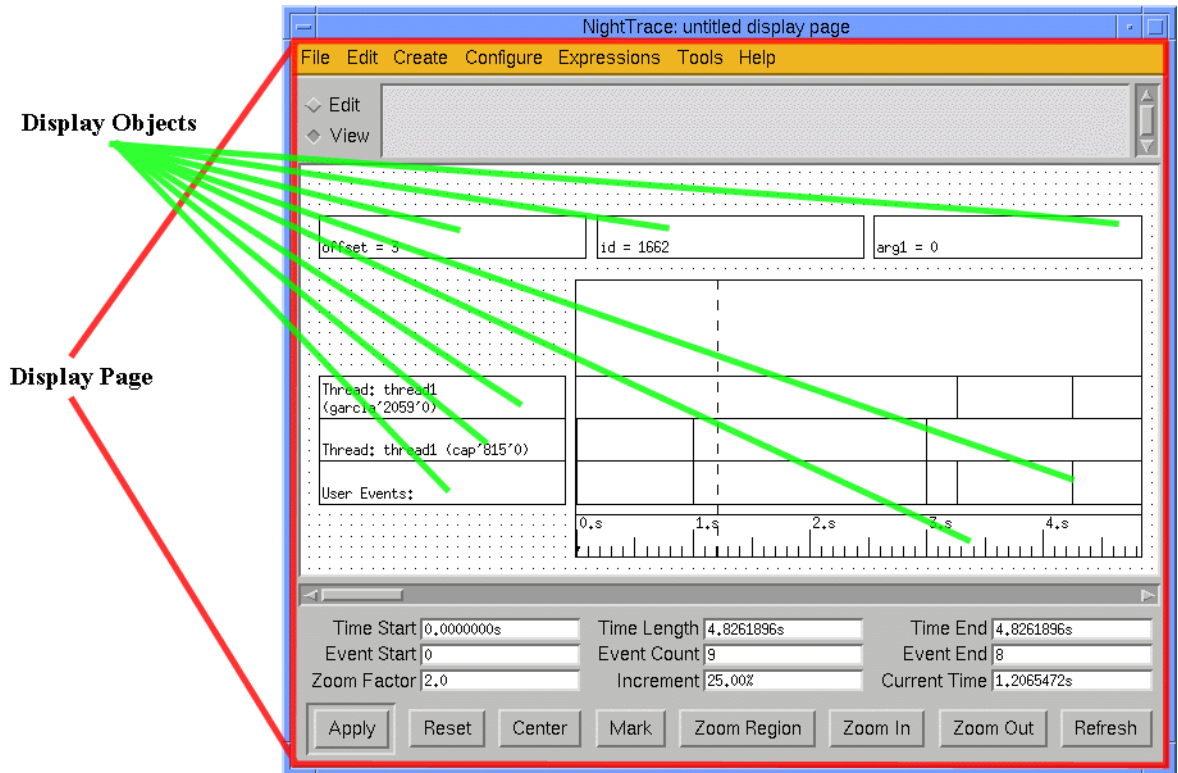 NightTrace: untitled display page
File Edit Create Configure Expressions Tools Help
Edit
View
Display Objects
offset = 3
id = 1662
arg1 = 0
Display Page
Thread: thread1
(garcia'2059'0)
Thread: thread1 (cap'815'0)
User Events:
0.s 1.s 2.s 3.s 4.s
Time Start 0.0000000s Time Length 4.8261896s Time End 4.8261896s
Event Start 0 Event Count 9 Event End 8
Zoom Factor 2.0 Increment 25.00% Current Time 1.2065472s
Apply Reset Center Mark Zoom Region Zoom In Zoom Out Refresh